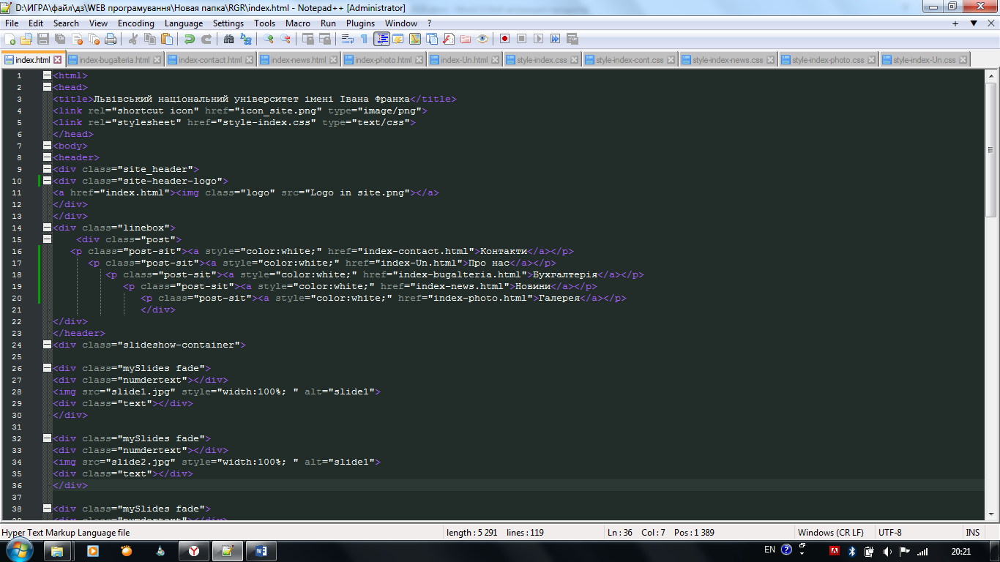 D:\ИГРА\файл\дз\WEB програмування\Новая папка\RGR\index.html - Notepad++ [Administrator]
File Edit Search View Encoding Language Settings Tools Macro Run Plugins Window ? + ▼ X
index.html index-bugalteria.html index-contact.html index-news.html index-photo.html index-Un.html style-index.css style-index-cont.css style-index-news.css style-index-photo.css style-index-Un.css
1 <html>
2 <head>
3 <title>Львівський національний університет імені Івана Франка</title>
4 <link rel="shortcut icon" href="icon_site.png" type="image/png">
5 <link rel="stylesheet" href="style-index.css" type="text/css">
6 </head>
7 <body>
8 <header>
9 <div class="site_header">
10 <div class="site-header-logo">
11 <a href="index.html"><img class="logo" src="Logo in site.png"></a>
12 </div>
13 </div>
14 <div class="linebox">
15 <div class="post">
16 <p class="post-sit"><a style="color:white;" href="index-contact.html">Контакти</a></p>
17 <p class="post-sit"><a style="color:white;" href="index-Un.html">Про нас</a></p>
18 <p class="post-sit"><a style="color:white;" href="index-bugalteria.html">Бухгалтерія</a></p>
19 <p class="post-sit"><a style="color:white;" href="index-news.html">Новини</a></p>
20 <p class="post-sit"><a style="color:white;" href="index-photo.html">Галерея</a></p>
21 </div>
22 </div>
23 </header>
24 <div class="slideshow-container">
25
26 <div class="mySlides fade">
27 <div class="numdertext"></div>
28 <img src="slide1.jpg" style="width:100%; " alt="slide1">
29 <div class="text"></div>
30 </div>
31
32 <div class="mySlides fade">
33 <div class="numdertext"></div>
34 <img src="slide2.jpg" style="width:100%; " alt="slide1">
35 <div class="text"></div>
36 </div>
37
38 <div class="mySlides fade">
39 <div class="numdertext"></div>
Hyper Text Markup Language file length : 5 291 lines : 119 Ln : 36 Col : 7 Pos : 1 389 Windows (CR LF) UTF-8 INS
EN 20:21